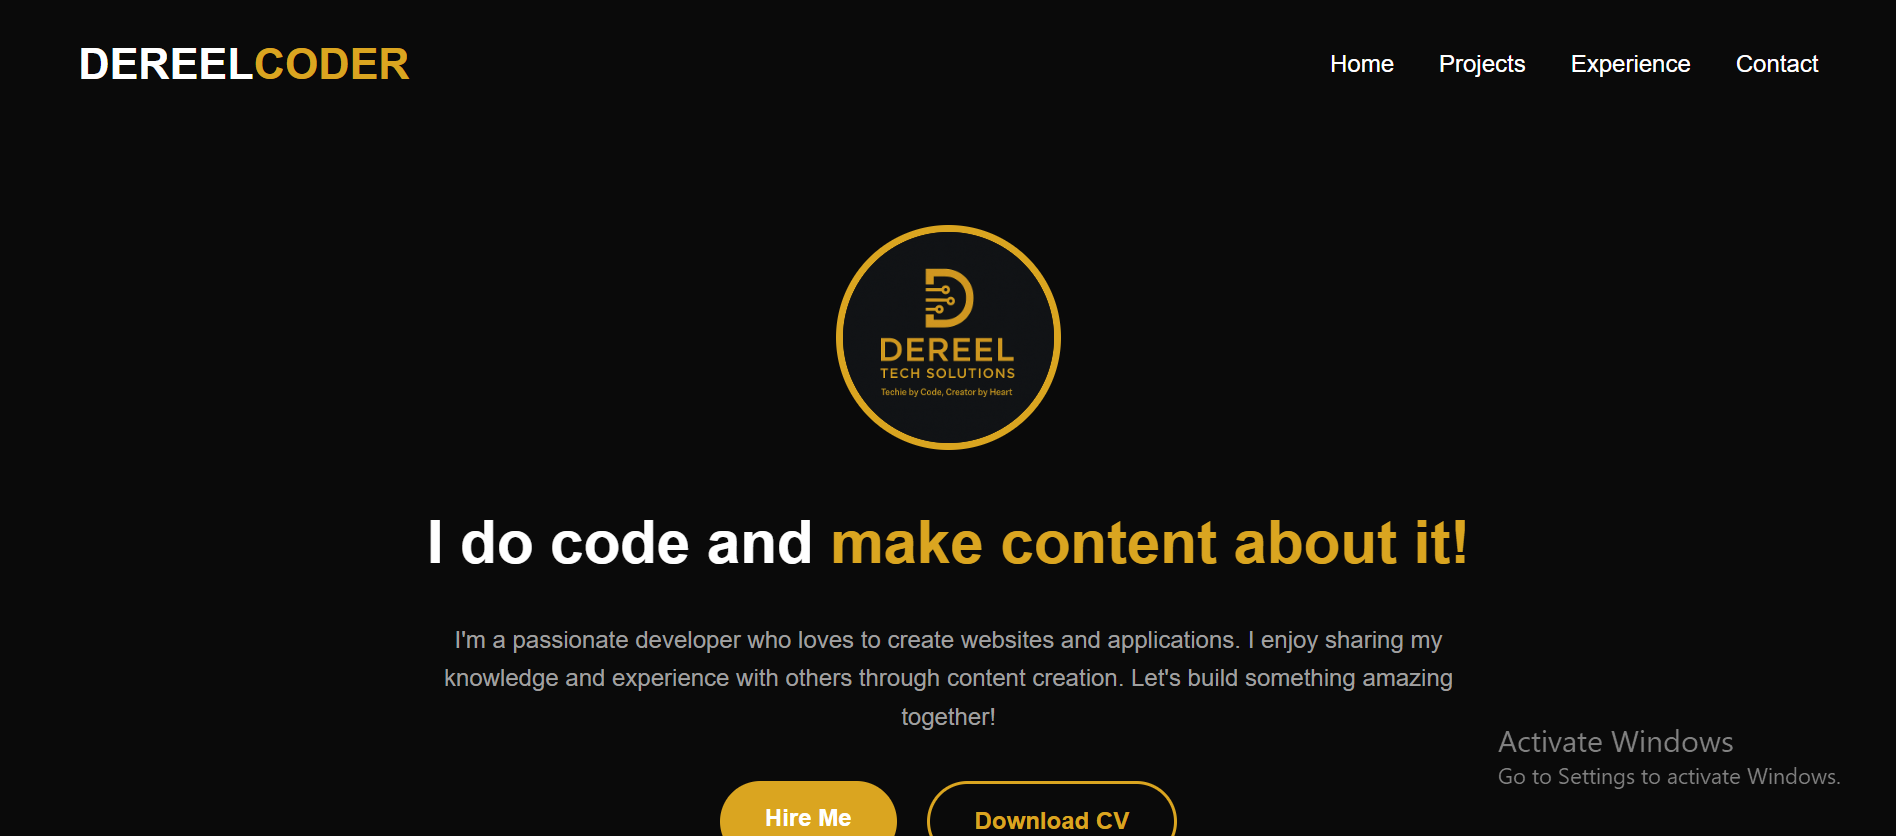 DEREELCODER
Home Projects Experience Contact
DEREEL
TECH SOLUTIONS
Techie by Code, Creator by Heart
I do code and make content about it!
I'm a passionate developer who loves to create websites and applications. I enjoy sharing my
knowledge and experience with others through content creation. Let's build something amazing
together!
Hire Me Download CV
Activate Windows
Go to Settings to activate Windows.